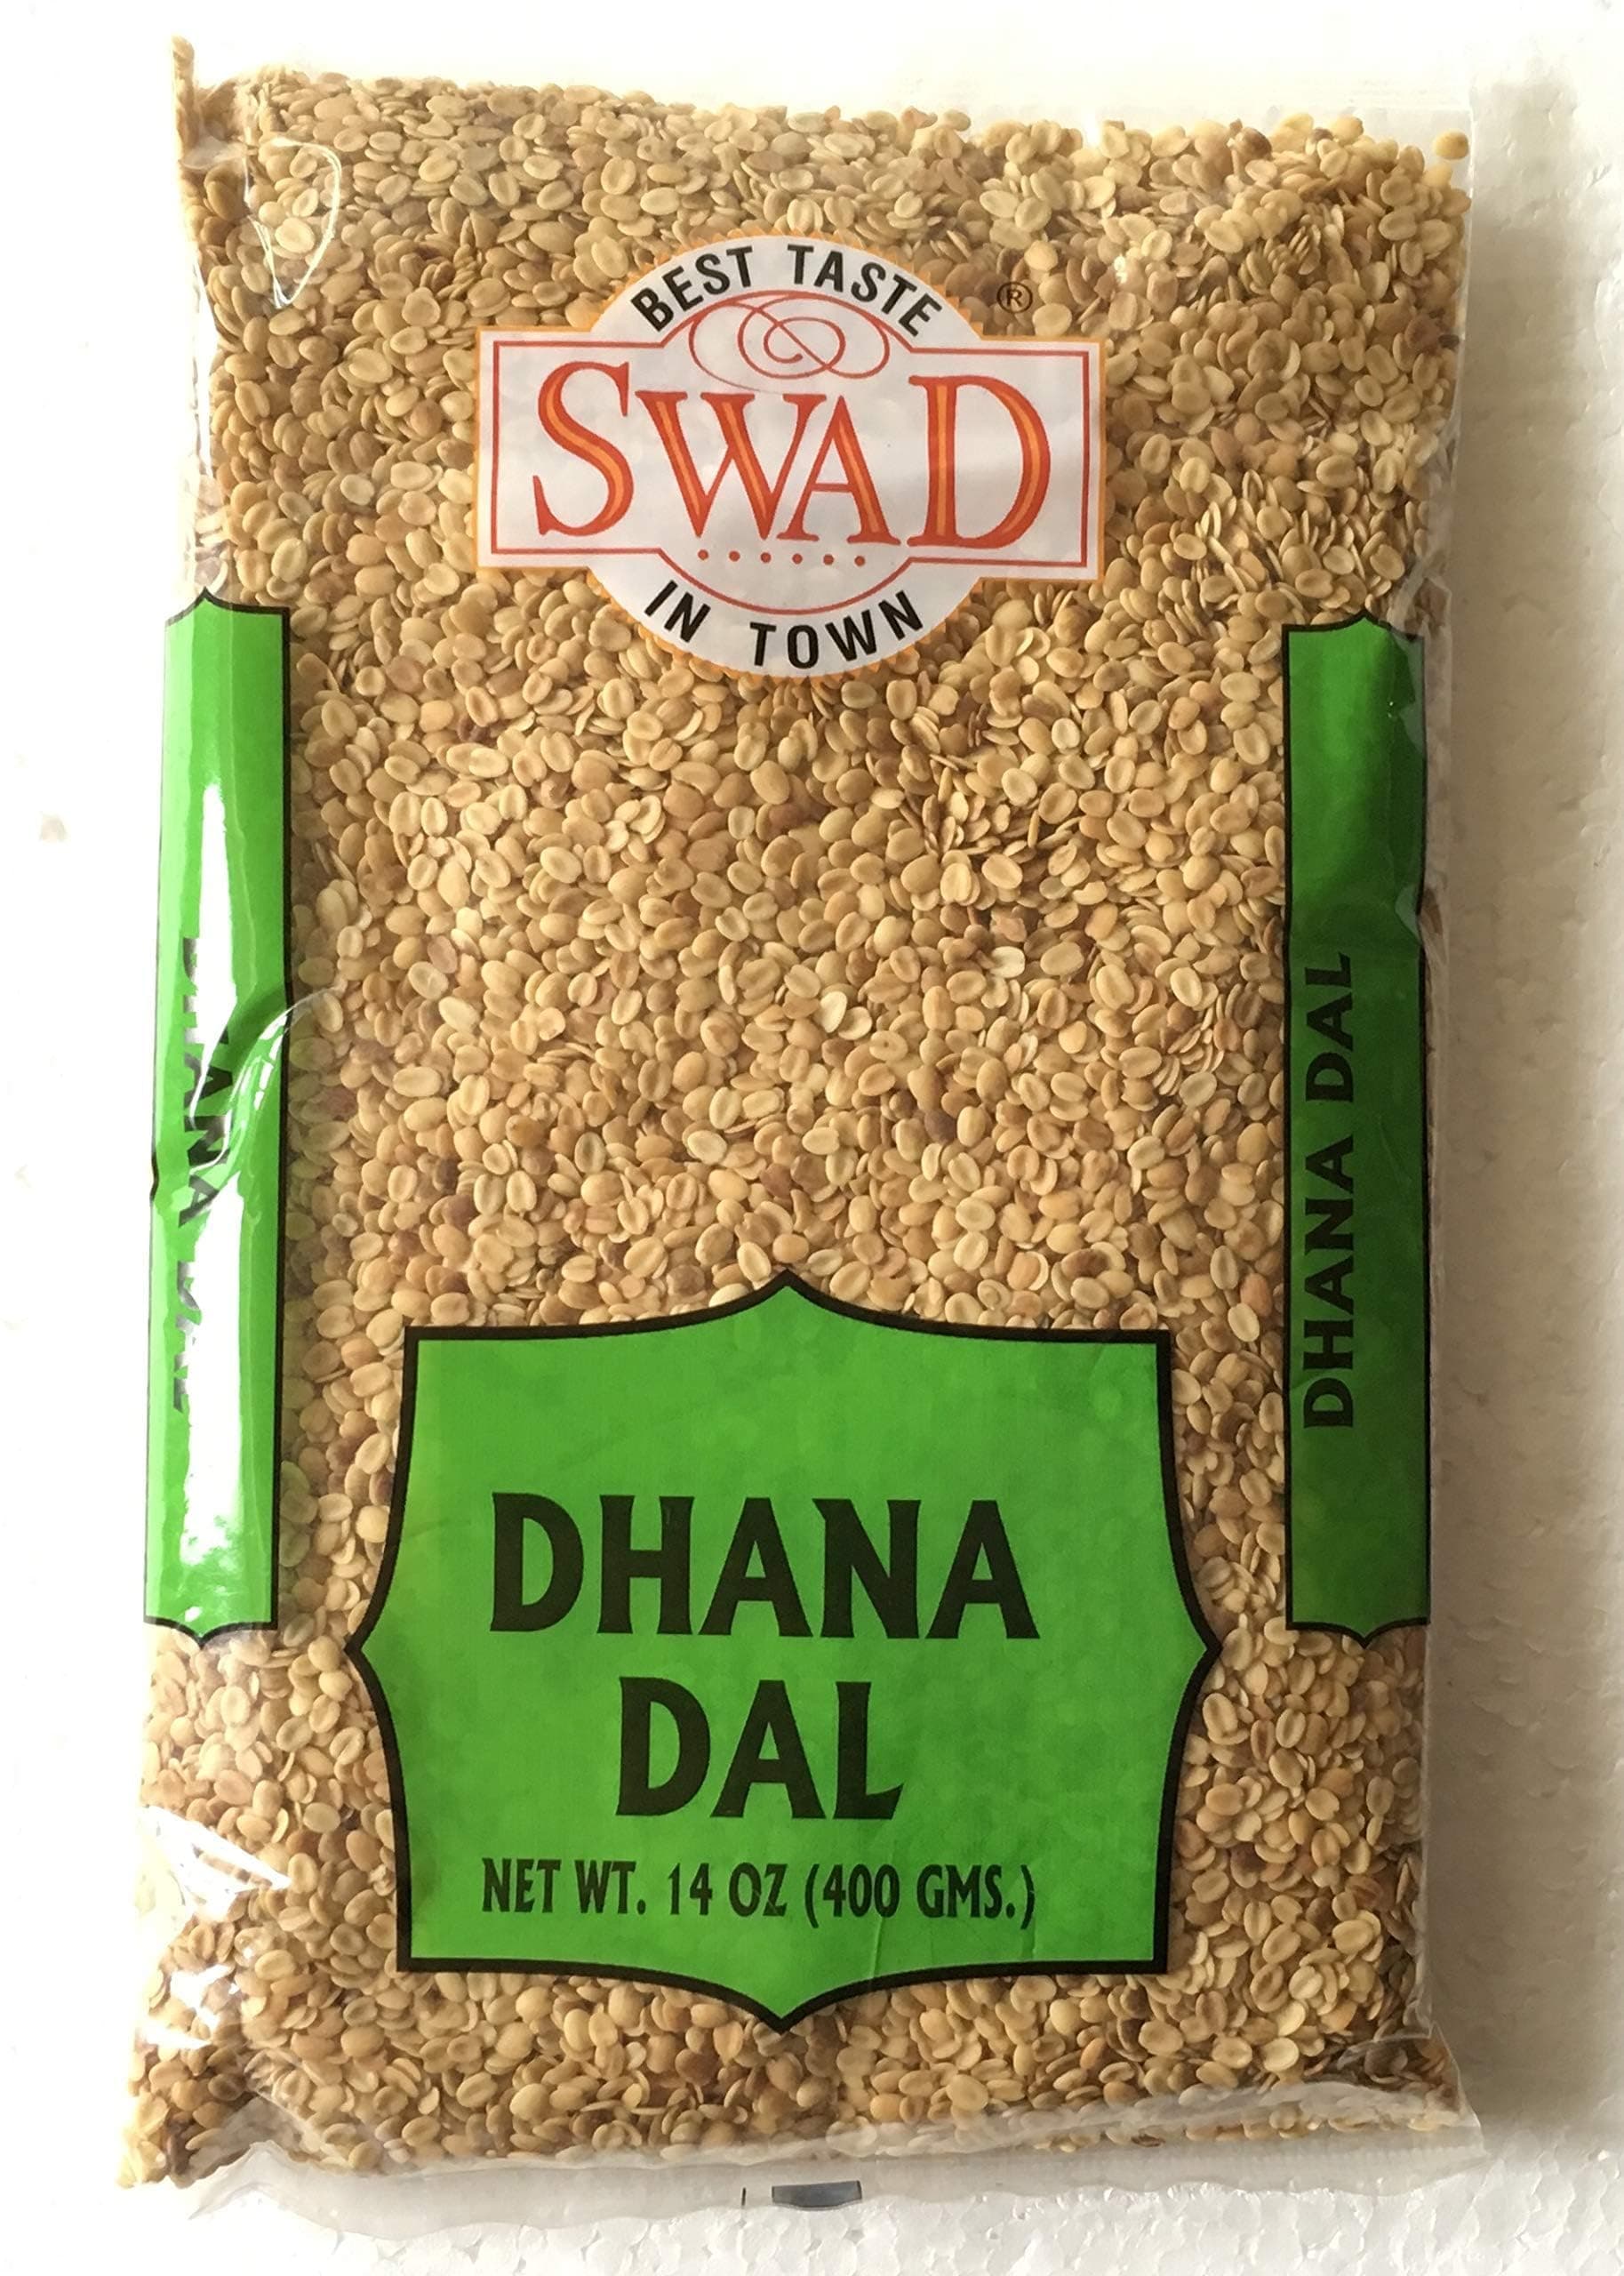 BEST TASTE
®
SWAD
IN TOWN
DHANA DAL
DHANA DAL
DHANA
DAL
NET WT. 14 OZ (400 GMS.)